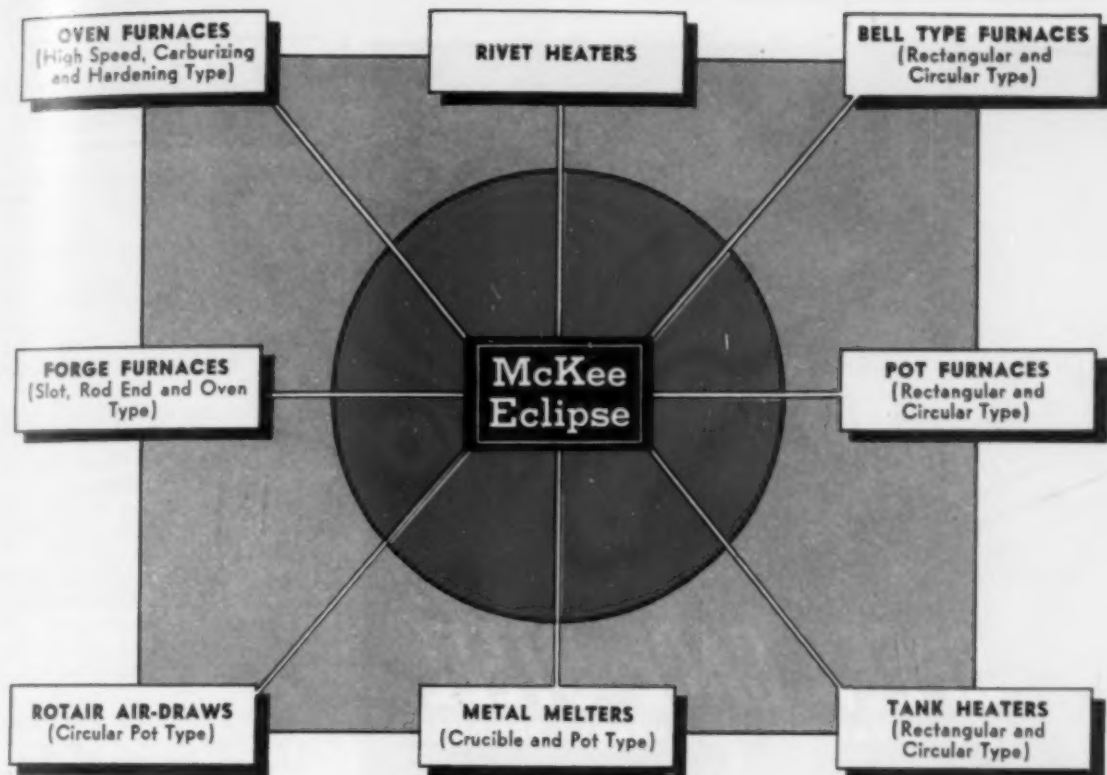 OVEN FURNACES
(High Speed, Carburizing
and Hardening Type)
RIVET HEATERS
BELL TYPE FURNACES
(Rectangular and
Circular Type)
FORGE FURNACES
(Slot, Rod End and Oven
Type)
McKee
Eclipse
POT FURNACES
(Rectangular and
Circular Type)
ROTAIR AIR-DRAWS
(Circular Pot Type)
METAL MELTERS
(Crucible and Pot Type)
TANK HEATERS
(Rectangular and
Circular Type)